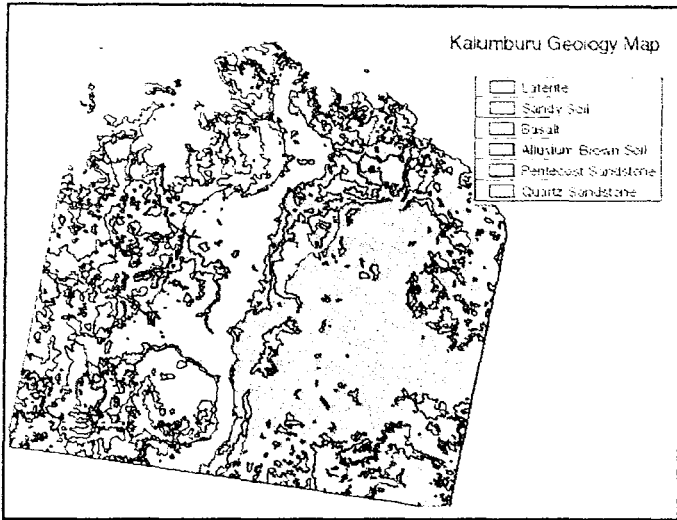 Kalumburu Geology Map
Laterite
Sandy Soil
Basalt
Alluvium Brown Soil
Pentecost Sandstone
Quartz Sandstone